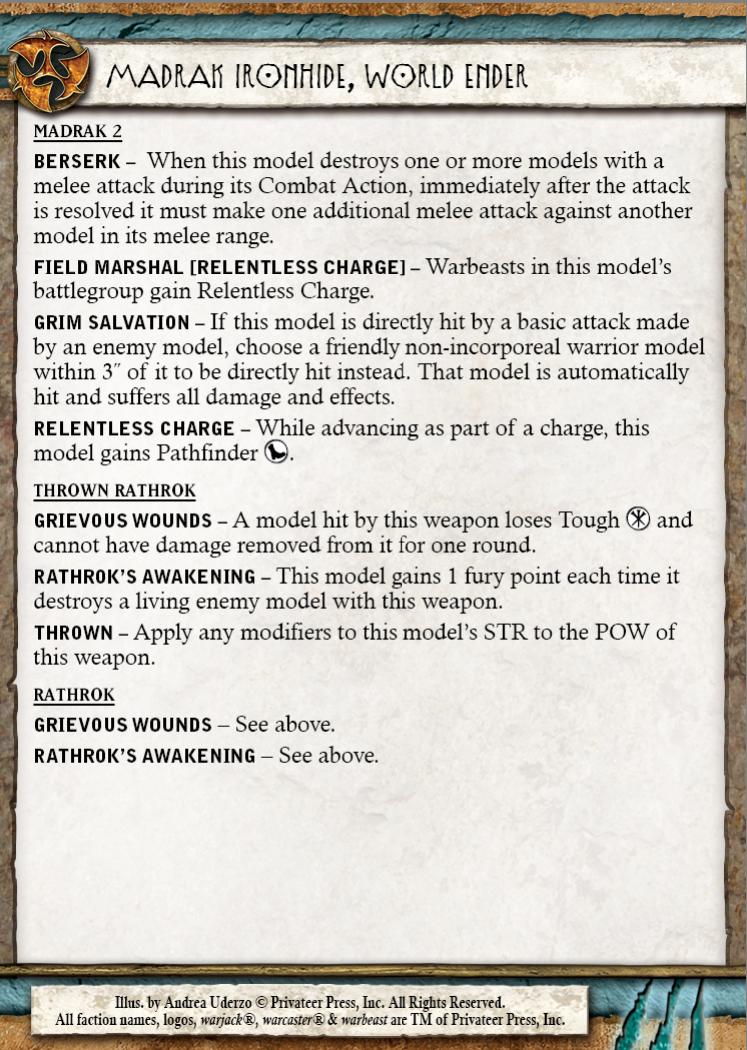 MADRAK IRONHIDE, WORLD ENDER
MADRAK 2
BERSERK – When this model destroys one or more models with a
melee attack during its Combat Action, immediately after the attack
is resolved it must make one additional melee attack against another
model in its melee range.
FIELD MARSHAL [RELENTLESS CHARGE] – Warbeasts in this model's
battlegroup gain Relentless Charge.
GRIM SALVATION – If this model is directly hit by a basic attack made
by an enemy model, choose a friendly non-incorporeal warrior model
within 3″ of it to be directly hit instead. That model is automatically
hit and suffers all damage and effects.
RELENTLESS CHARGE – While advancing as part of a charge, this
model gains Pathfinder.
THROWN RATHROK
GRIEVOUS WOUNDS – A model hit by this weapon loses Tough and
cannot have damage removed from it for one round.
RATHROK'S AWAKENING – This model gains 1 fury point each time it
destroys a living enemy model with this weapon.
THROWN – Apply any modifiers to this model's STR to the POW of
this weapon.
RATHROK
GRIEVOUS WOUNDS – See above.
RATHROK'S AWAKENING – See above.
Illus. by Andrea Uderzo © Privateer Press, Inc. All Rights Reserved.
All faction names, logos, warjack®, warcaster® & warbeast are TM of Privateer Press, Inc.